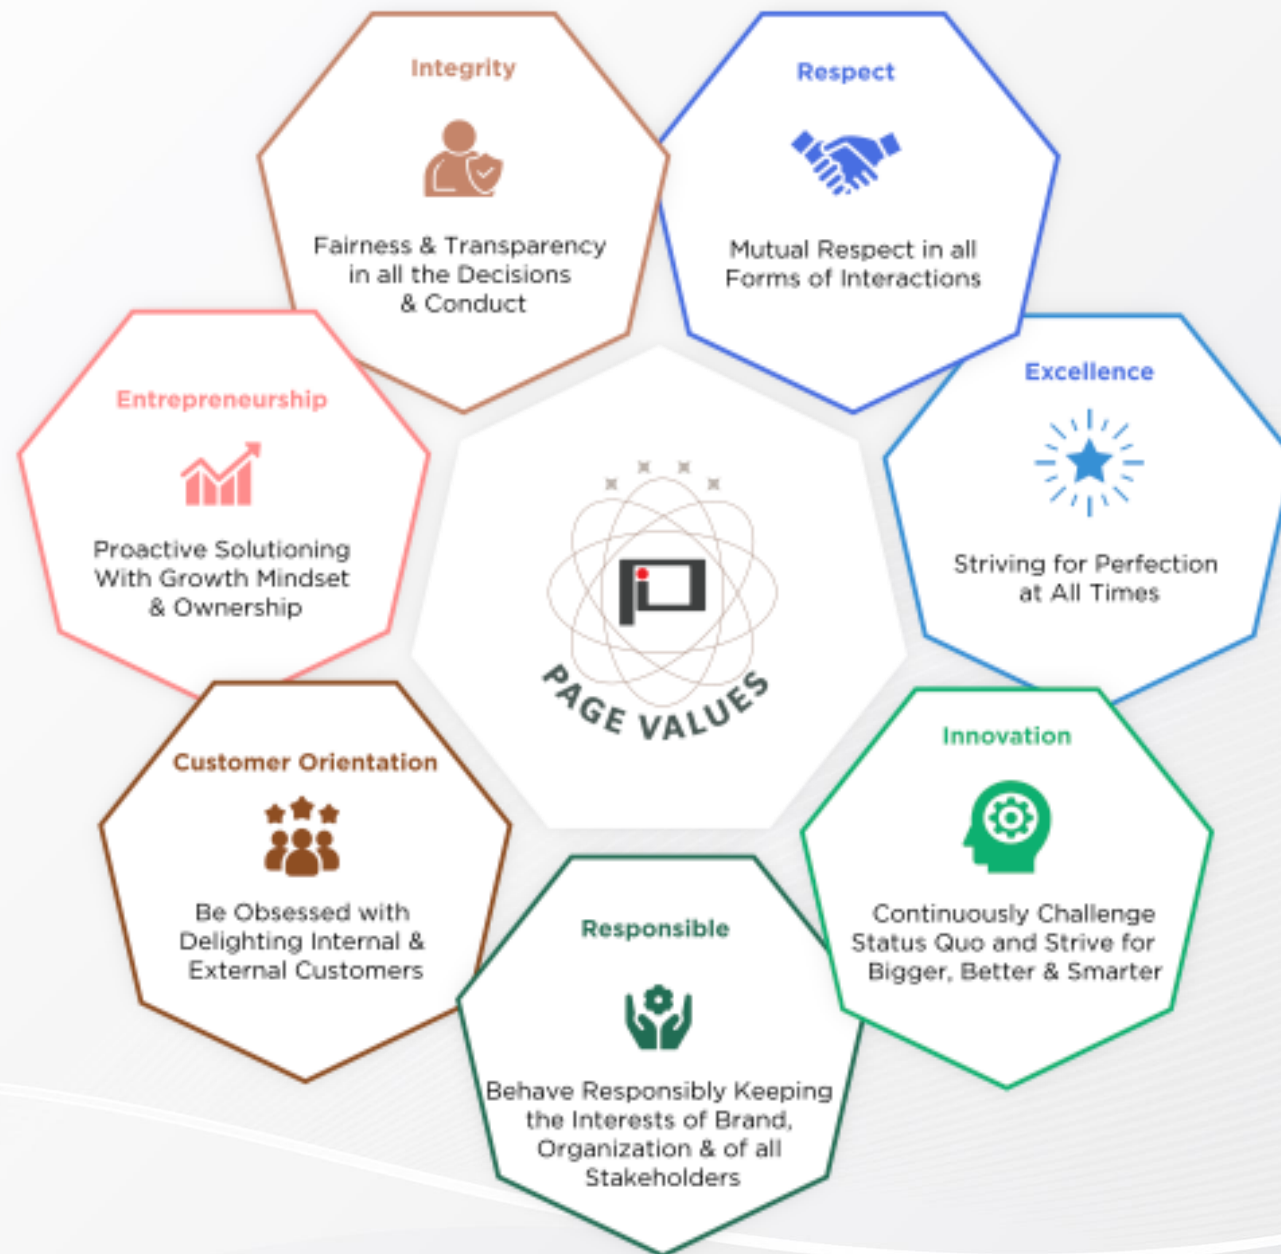 Integrity
Fairness & Transparency
in all the Decisions
& Conduct
Respect
Mutual Respect in all
Forms of Interactions
Excellence
Striving for Perfection
at All Times
Innovation
Continuously Challenge
Status Quo and Strive for
Bigger, Better & Smarter
Responsible
Behave Responsibly Keeping
the Interests of Brand,
Organization & of all
Stakeholders
Customer Orientation
Be Obsessed with
Delighting Internal &
External Customers
Entrepreneurship
Proactive Solutioning
With Growth Mindset
& Ownership
PAGE VALUES